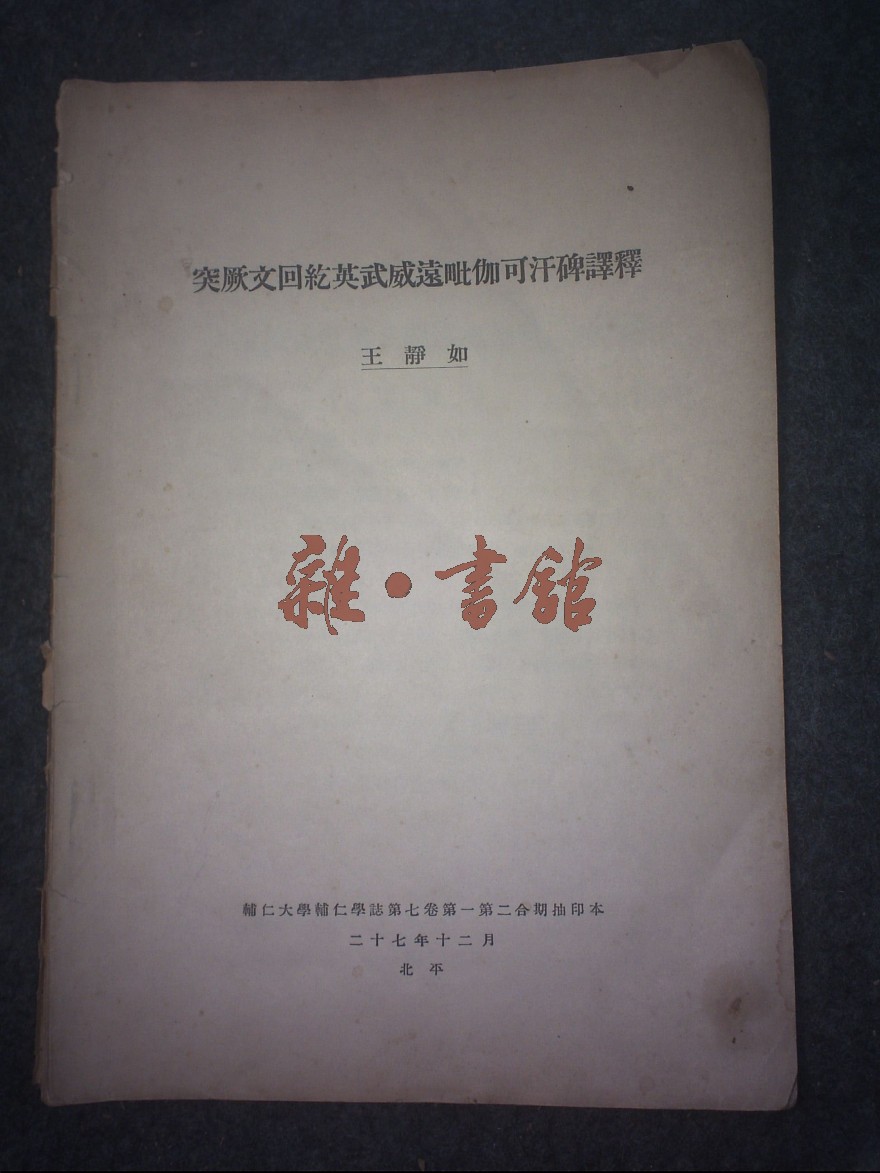 突厥文回紇英武威遠毗伽可汗碑譯釋
王靜如
雜·書館
輔仁大學輔仁學誌第七卷第一第二合期抽印本
二十七年十二月
北平